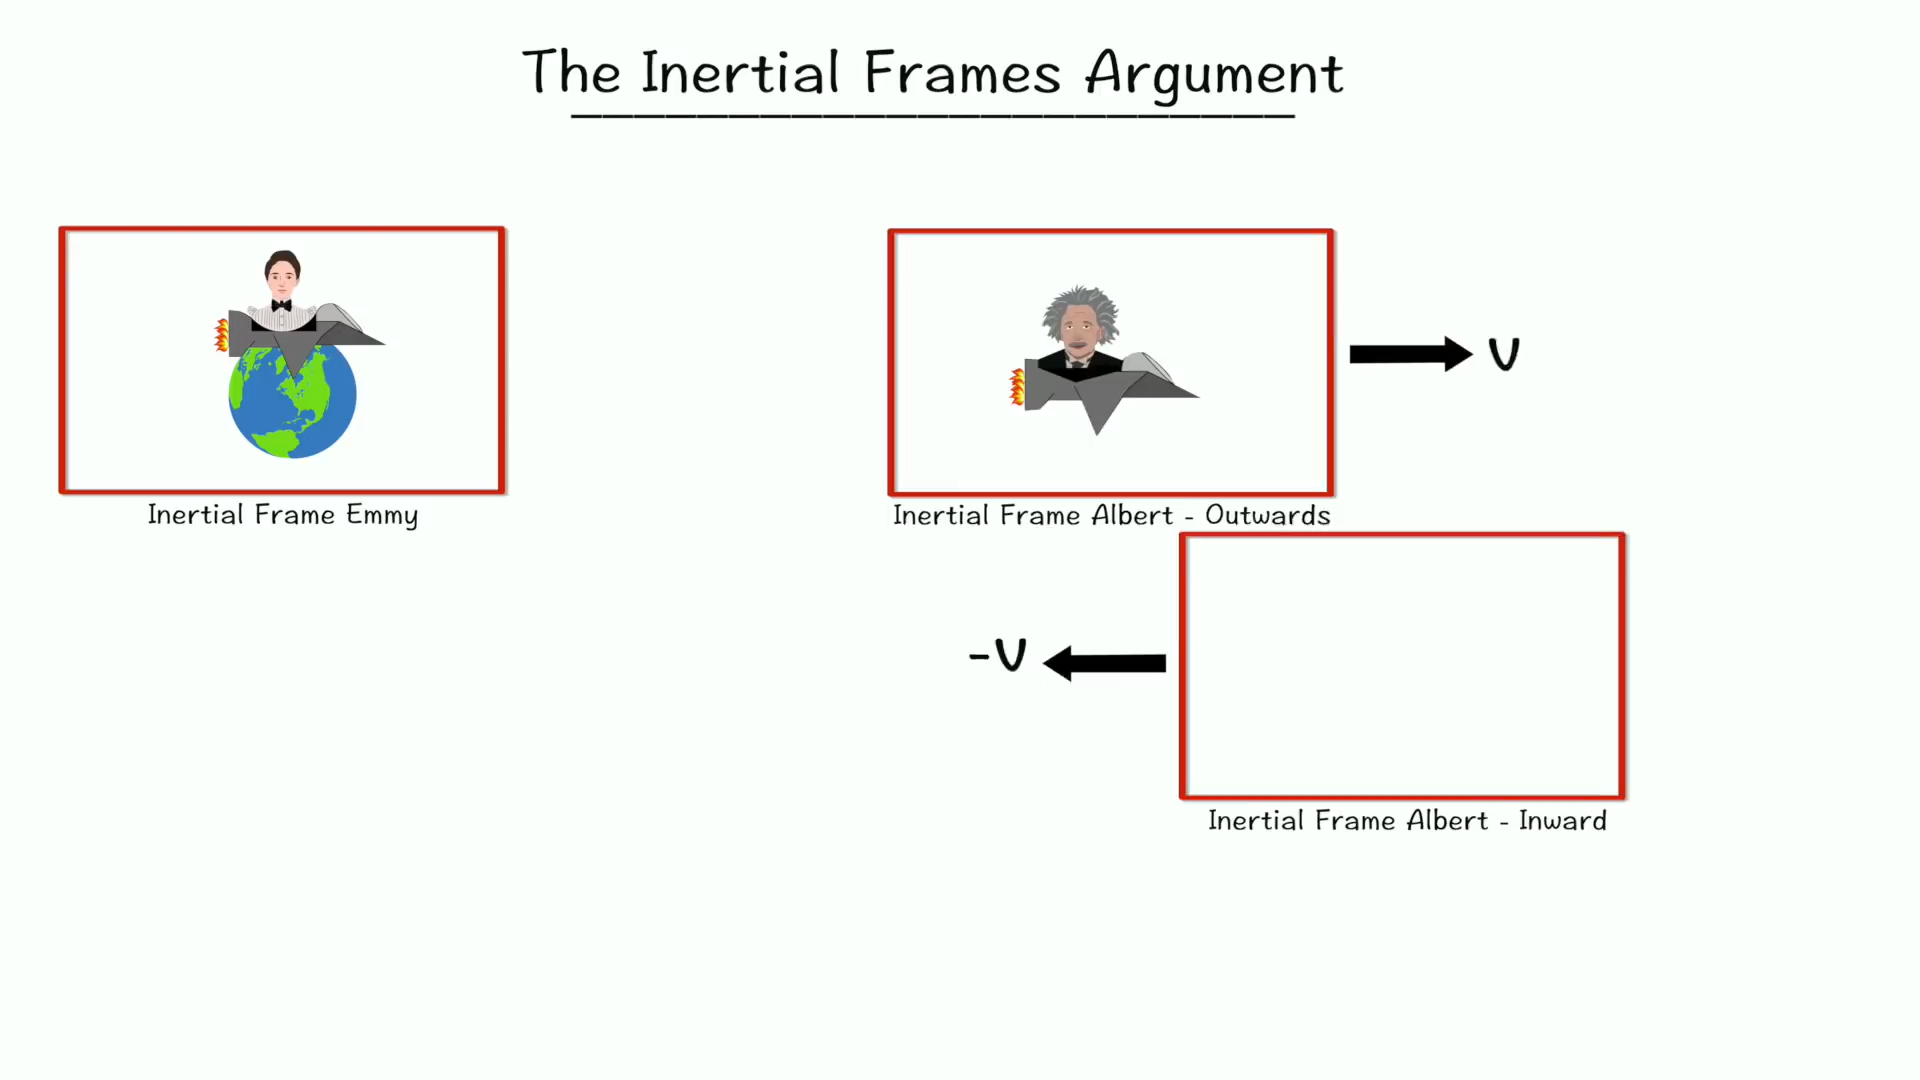 The Inertial Frames Argument
v
Inertial Frame Emmy
Inertial Frame Albert - Outwards
-v
Inertial Frame Albert - Inward